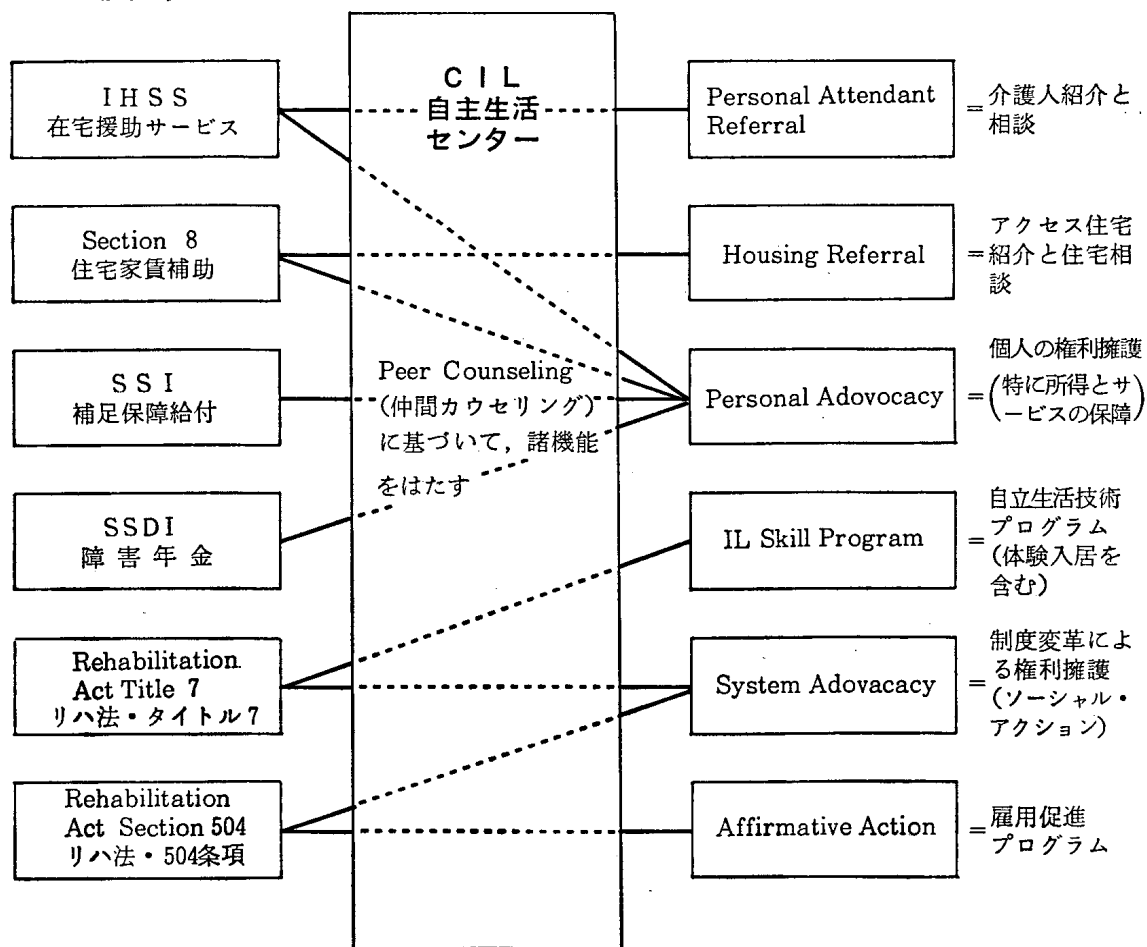 IHSS
在宅援助サービス
Section 8
住宅家賃補助
SSI
補足保障給付
SSDI
障害年金
Rehabilitation
Act Title 7
リハ法・タイトル7
Rehabilitation
Act Section 504
リハ法・504条項
CIL
自主生活
センター
Peer Counseling
(仲間カウセリング)
に基づいて,諸機能
をはたす
Personal Attendant
Referral
=介護人紹介と
相談
Housing Referral
アクセス住宅
=紹介と住宅相
談
Personal Adovocacy
個人の権利擁護
=(特に所得とサ
ービスの保障)
IL Skill Program
自立生活技術
プログラム
=(体験入居を
含む)
System Adovacacy
制度変革によ
る権利擁護
=(ソーシャル・
アクション)
Affirmative Action
=雇用促進
プログラム